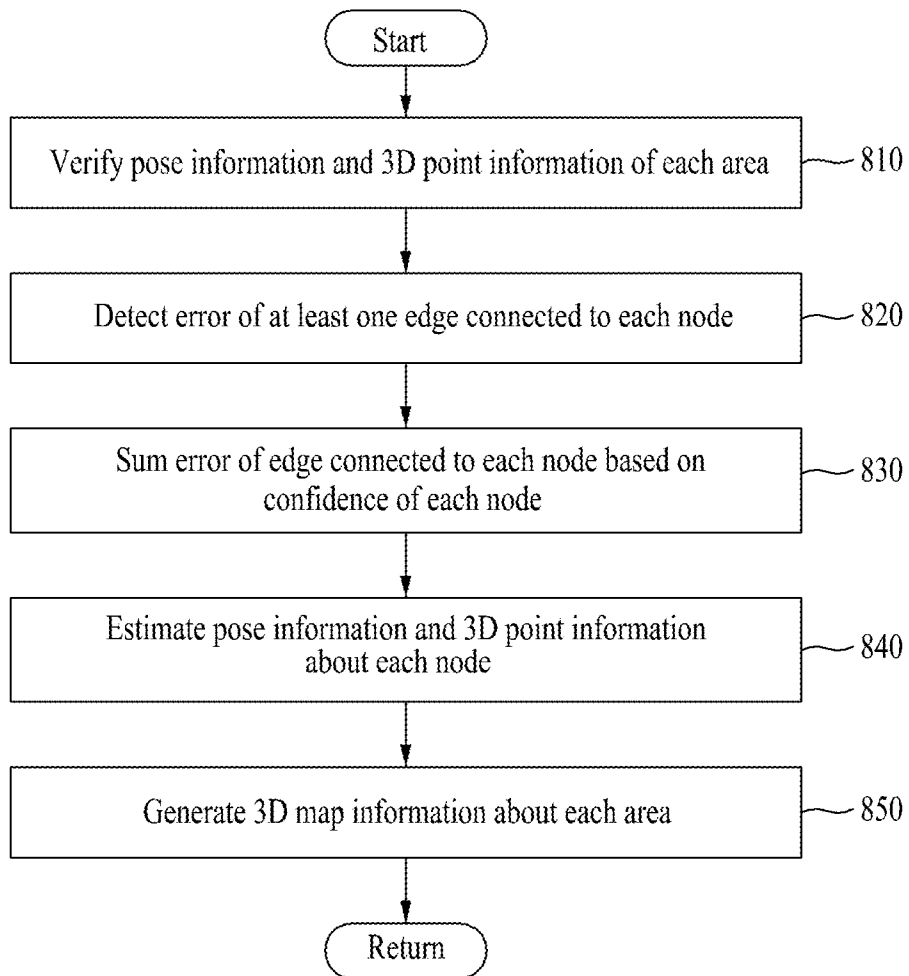 Start
Verify pose information and 3D point information of each area
810
Detect error of at least one edge connected to each node
820
Sum error of edge connected to each node based on
confidence of each node
830
Estimate pose information and 3D point information
about each node
840
Generate 3D map information about each area
850
Return